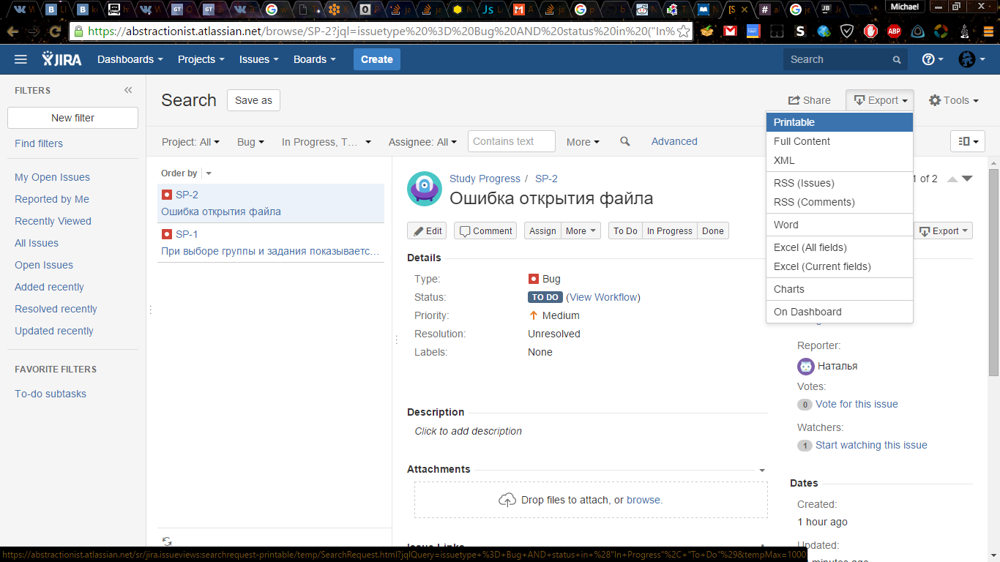 Michael
https://abstractionist.atlassian.net/browse/SP-2?jql=issuetype%20%3D%20Bug%20AND%20status%20in%20("In%
JIRA Dashboards Projects Issues Boards Create Search
FILTERS
New filter
Find filters
My Open Issues
Reported by Me
Recently Viewed
All Issues
Open Issues
Added recently
Resolved recently
Updated recently
FAVORITE FILTERS
To-do subtasks
Search Save as Share Export Tools
Project: All Bug In Progress, T... Assignee: All Contains text More Advanced
Printable
Full Content
XML
RSS (Issues)
RSS (Comments)
Word
Excel (All fields)
Excel (Current fields)
Charts
On Dashboard
Order by
SP-2
Ошибка открытия файла
SP-1
При выборе группы и задания показываетс...
Study Progress / SP-2
1 of 2
Ошибка открытия файла
Edit Comment Assign More To Do In Progress Done Export
Details
Type: Bug
Status: TO DO (View Workflow)
Priority: Medium
Resolution: Unresolved
Labels: None
Description
Click to add description
Attachments
Drop files to attach, or browse.
Reporter:
Наталья
Votes:
0 Vote for this issue
Watchers:
1 Start watching this issue
Dates
Created:
1 hour ago
Updated:
https://abstractionist.atlassian.net/sr/jira.issueviews:searchrequest-printable/temp/SearchRequest.html?jqlQuery=issuetype+%3D+Bug+AND+status+in+%28"In+Progress"%2C+"To+Do"%29&tempMax=1000